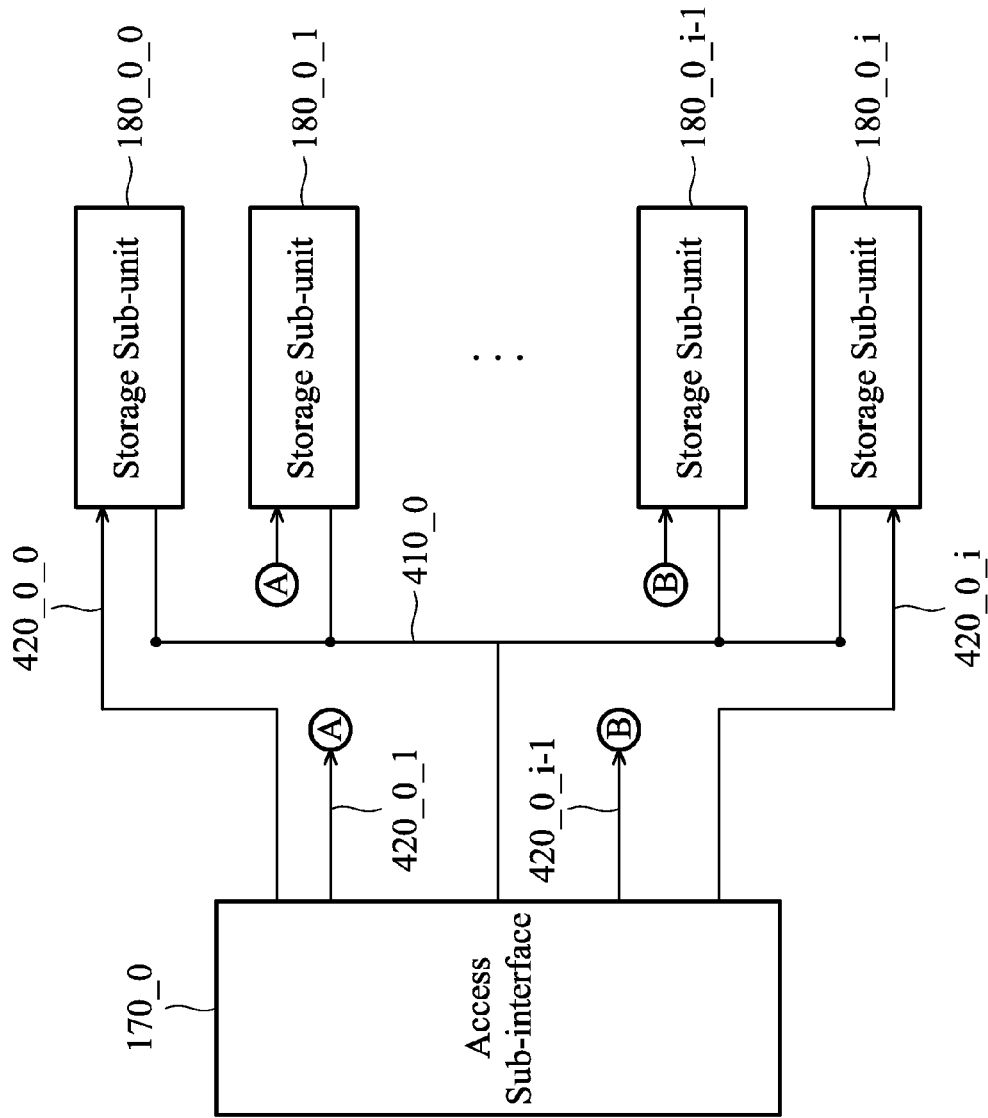 170_0
Access
Sub-interface
420_0_0
420_0_1
420_0_i-1
420_0_i
410_0
A
B
A
B
Storage Sub-unit
180_0_0
Storage Sub-unit
180_0_1
. . .
Storage Sub-unit
180_0_i-1
Storage Sub-unit
180_0_i